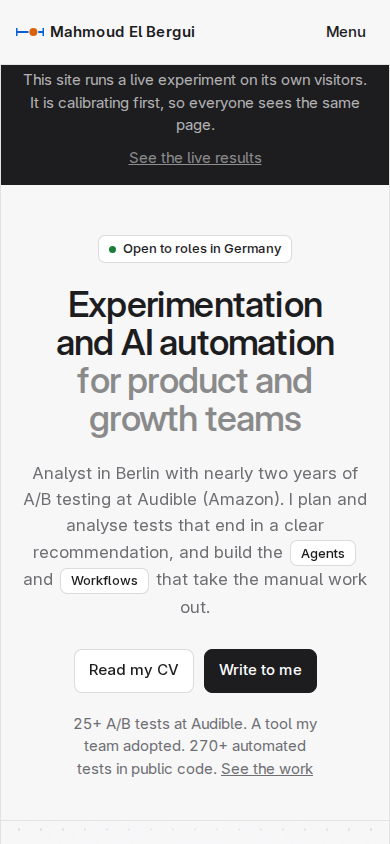 Mahmoud El Bergui
Menu
This site runs a live experiment on its own visitors.
It is calibrating first, so everyone sees the same
page.
See the live results
Open to roles in Germany
Experimentation
and AI automation
for product and
growth teams
Analyst in Berlin with nearly two years of
A/B testing at Audible (Amazon). I plan and
analyse tests that end in a clear
recommendation, and build the Agents
and Workflows that take the manual work
out.
Read my CV
Write to me
25+ A/B tests at Audible. A tool my
team adopted. 270+ automated
tests in public code. See the work